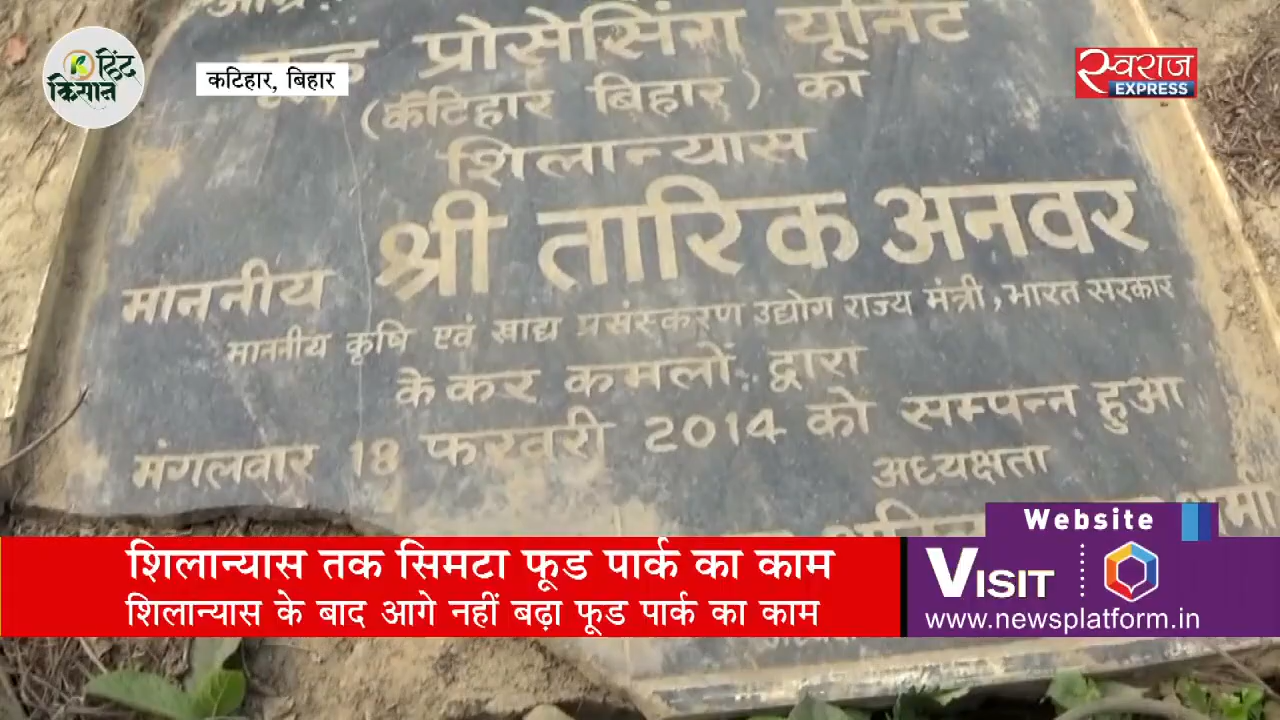 हिंद
किसान
कटिहार, बिहार
स्वराज
EXPRESS
प्रोसेसिंग यूनिट
(कटिहार बिहार) का
शिलान्यास
माननीय श्री तारिक अनवर
माननीय कृषि एवं खाद्य प्रसंस्करण उद्योग राज्य मंत्री, भारत सरकार
के कर कमलों द्वारा
मंगलवार 18 फरवरी 2014 को सम्पन्न हुआ
अध्यक्षता
Website
शिलान्यास तक सिमटा फूड पार्क का काम
शिलान्यास के बाद आगे नहीं बढ़ा फूड पार्क का काम
VISIT
www.newsplatform.in